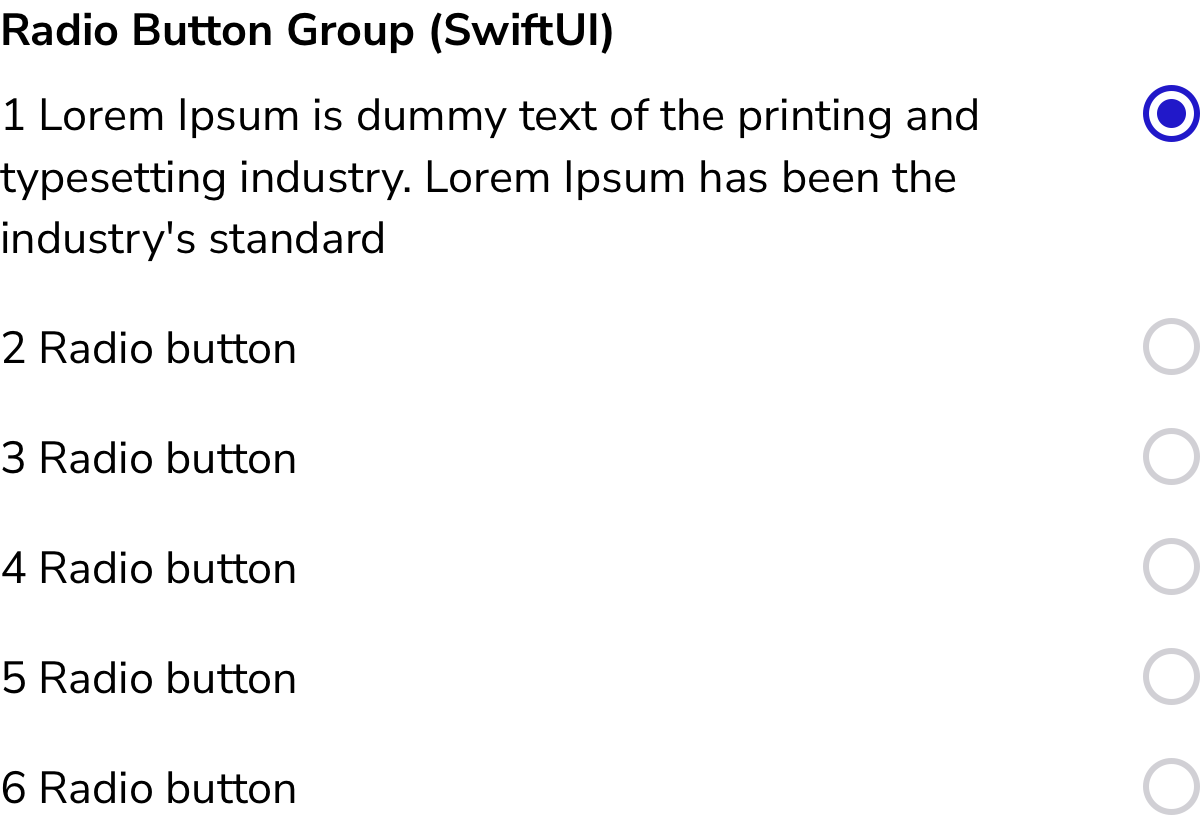 Radio Button Group (SwiftUI)
1 Lorem Ipsum is dummy text of the printing and
typesetting industry. Lorem Ipsum has been the
industry's standard
2 Radio button
3 Radio button
4 Radio button
5 Radio button
6 Radio button